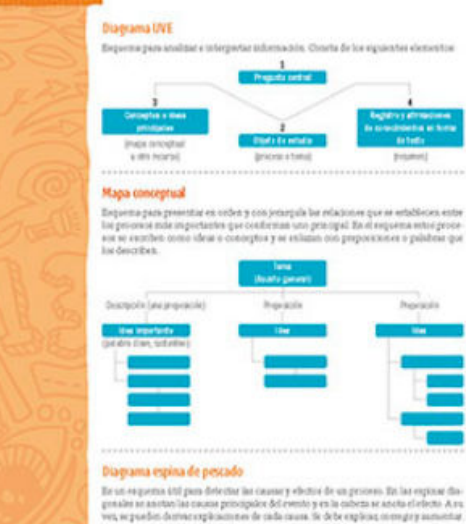 Diagrama UVE
Esquema para analizar e interpretar información. Consta de los siguientes elementos:
1
Pregunta central
3
Conceptos o ideas
principales
(mapa conceptual
u otro recurso)
2
Objeto de estudio
(proceso o tema)
4
Registro y afirmaciones
de conocimientos en forma
de texto
(resumen)
Mapa conceptual
Esquema para presentar en orden y con jerarquía las relaciones que se establecen entre
los procesos más importantes que conforman uno principal. En el esquema estos proce-
sos se escriben como ideas o conceptos y se enlazan con preposiciones o palabras que
los describen.
Tema
(Asunto general)
Descripción (una preposición)
Preposición
Preposición
Idea importante
(palabra clave, sustantivo)
Idea
Idea
Diagrama espina de pescado
Es un esquema útil para detectar las causas y efectos de un proceso. En las espinas dia-
gonales se anotan las causas principales del evento y en la cabeza se anota el efecto. A su
vez, se pueden derivar explicaciones de cada causa. Se debe explicar, corregir y aumentar